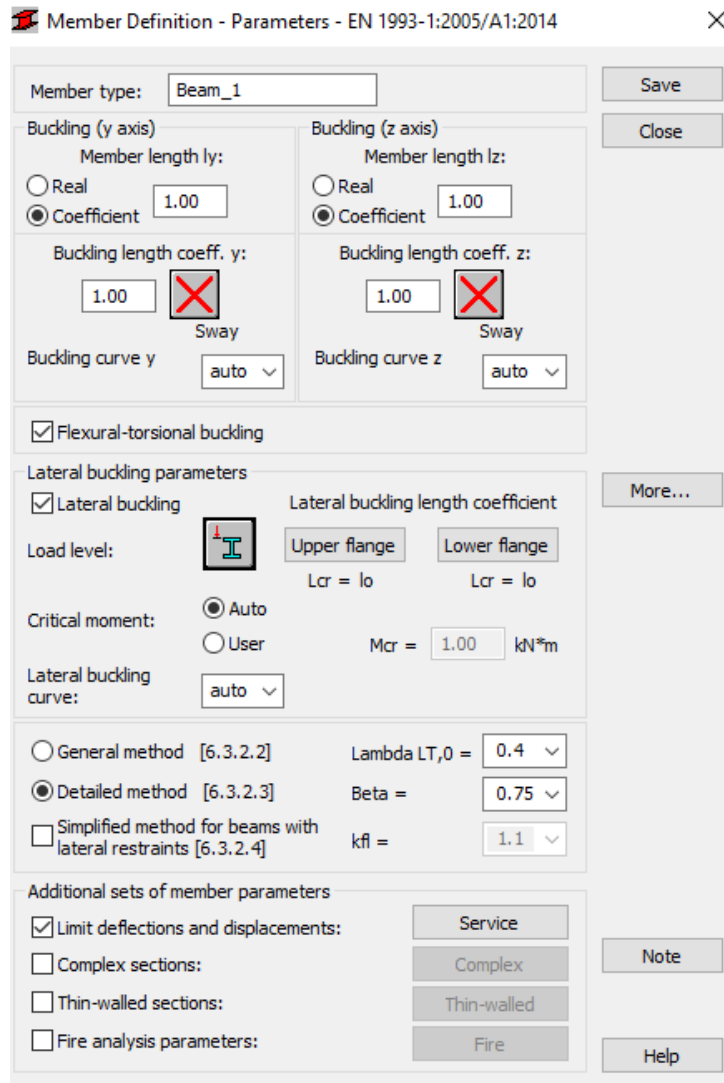 Member Definition - Parameters - EN 1993-1:2005/A1:2014
Member type: Beam_1
Save
Close
Buckling (y axis)
Member length ly:
Real
Coefficient
1.00
Buckling length coeff. y:
1.00
Sway
Buckling curve y
auto
Buckling (z axis)
Member length lz:
Real
Coefficient
1.00
Buckling length coeff. z:
1.00
Sway
Buckling curve z
auto
Flexural-torsional buckling
Lateral buckling parameters
Lateral buckling
Lateral buckling length coefficient
More...
Load level:
Upper flange
Lower flange
Lcr = lo
Lcr = lo
Critical moment:
Auto
User
Mcr = 1.00 kN*m
Lateral buckling
curve:
auto
General method [6.3.2.2]
Lambda LT,0 = 0.4
Detailed method [6.3.2.3]
Beta = 0.75
Simplified method for beams with
lateral restraints [6.3.2.4]
kfl = 1.1
Additional sets of member parameters
Limit deflections and displacements:
Service
Complex sections:
Complex
Note
Thin-walled sections:
Thin-walled
Fire analysis parameters:
Fire
Help